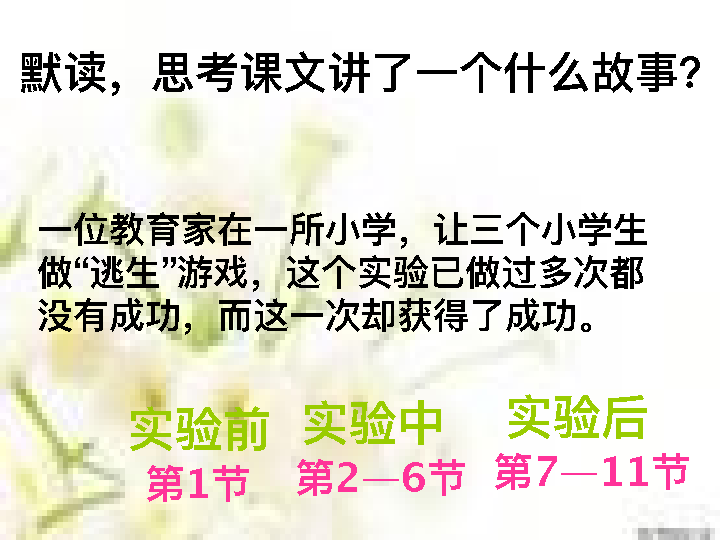 默读，思考课文讲了一个什么故事?
一位教育家在一所小学，让三个小学生
做“逃生”游戏，这个实验已做过多次都
没有成功，而这一次却获得了成功。
实验前 实验中 实验后
第1节 第2—6节 第7—11节